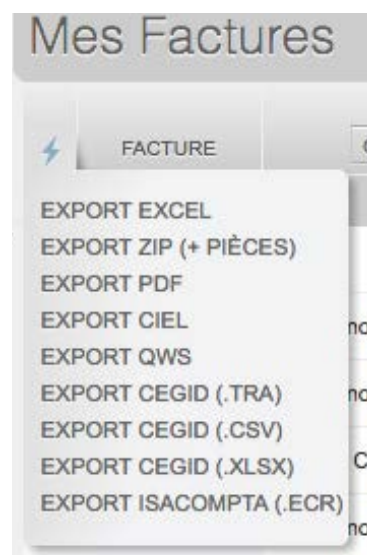 Mes Factures
FACTURE
EXPORT EXCEL
EXPORT ZIP (+ PIÈCES)
EXPORT PDF
EXPORT CIEL
EXPORT QWS
EXPORT CEGID (.TRA)
EXPORT CEGID (.CSV)
EXPORT CEGID (.XLSX)
EXPORT ISACOMPTA (.ECR)